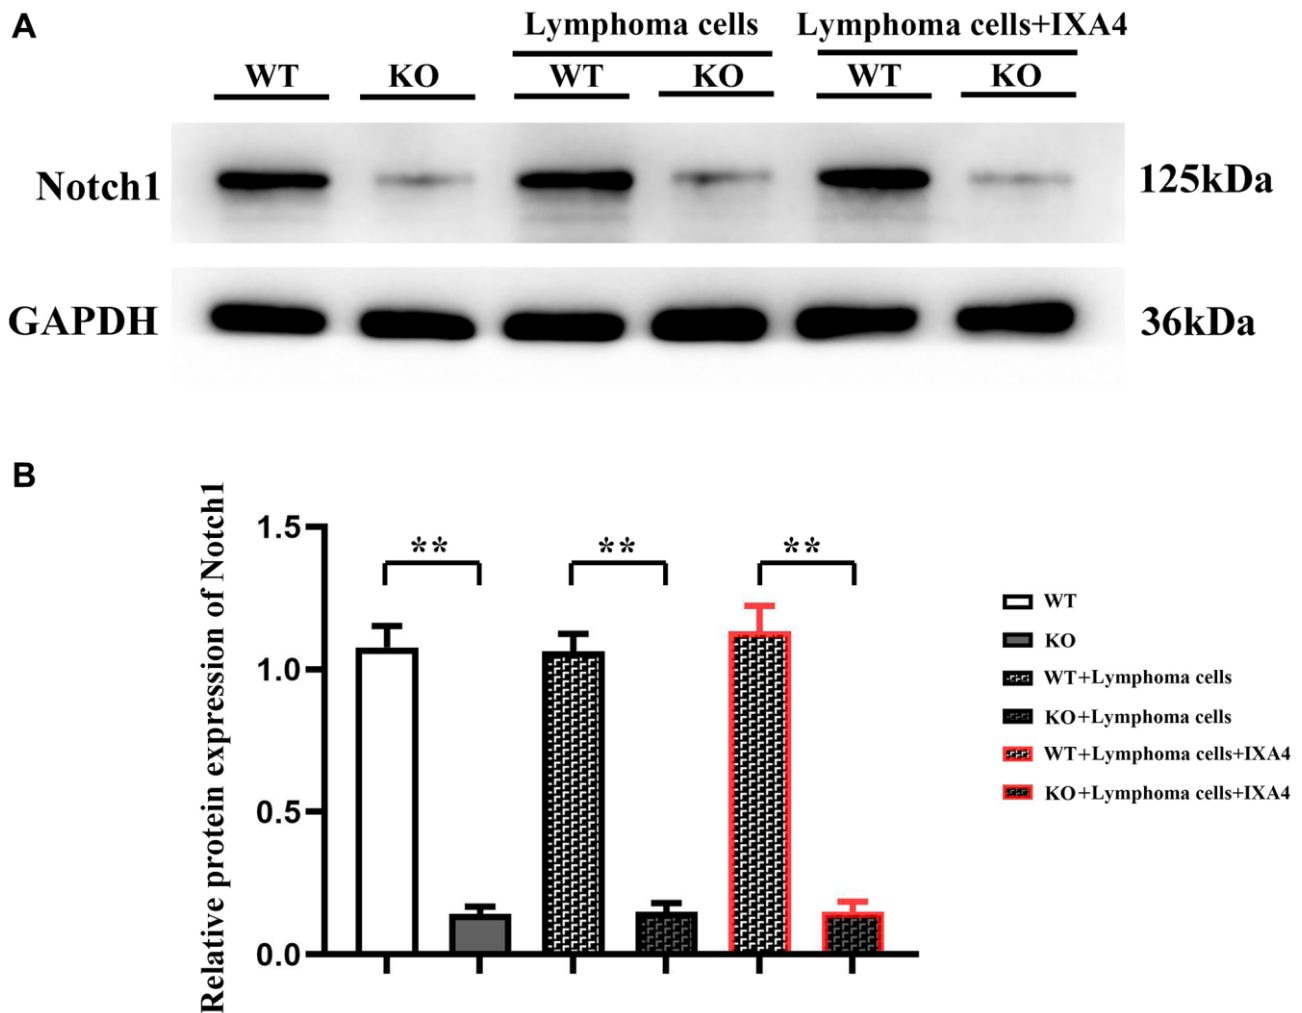 A
Lymphoma cells
Lymphoma cells+IXA4
WT
KO
WT
KO
WT
KO
Notch1
125kDa
GAPDH
36kDa
B
Relative protein expression of Notch1
1.5
1.0
0.5
0.0
**
**
**
WT
KO
WT+Lymphoma cells
KO+Lymphoma cells
WT+Lymphoma cells+IXA4
KO+Lymphoma cells+IXA4